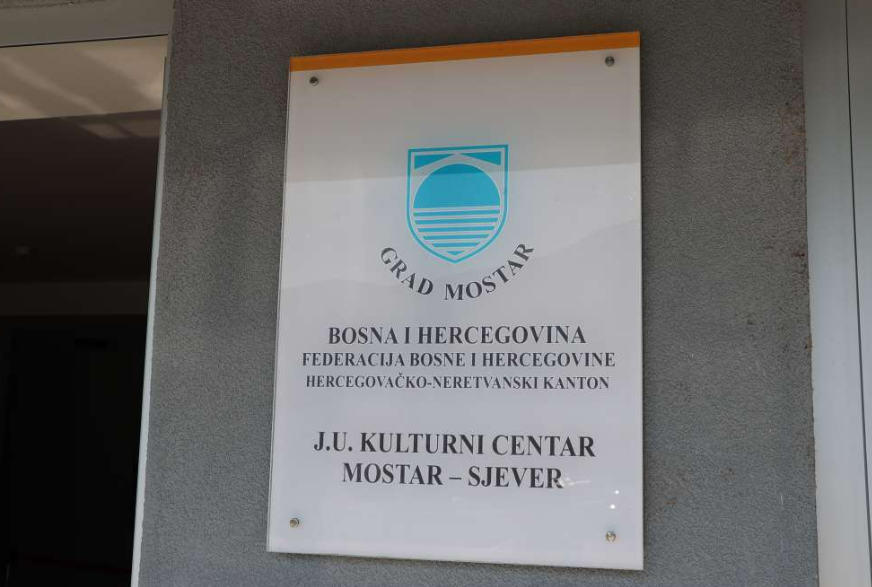 GRAD MOSTAR
BOSNA I HERCEGOVINA
FEDERACIJA BOSNE I HERCEGOVINE
HERCEGOVAČKO-NERETVANSKI KANTON
J.U. KULTURNI CENTAR
MOSTAR – SJEVER